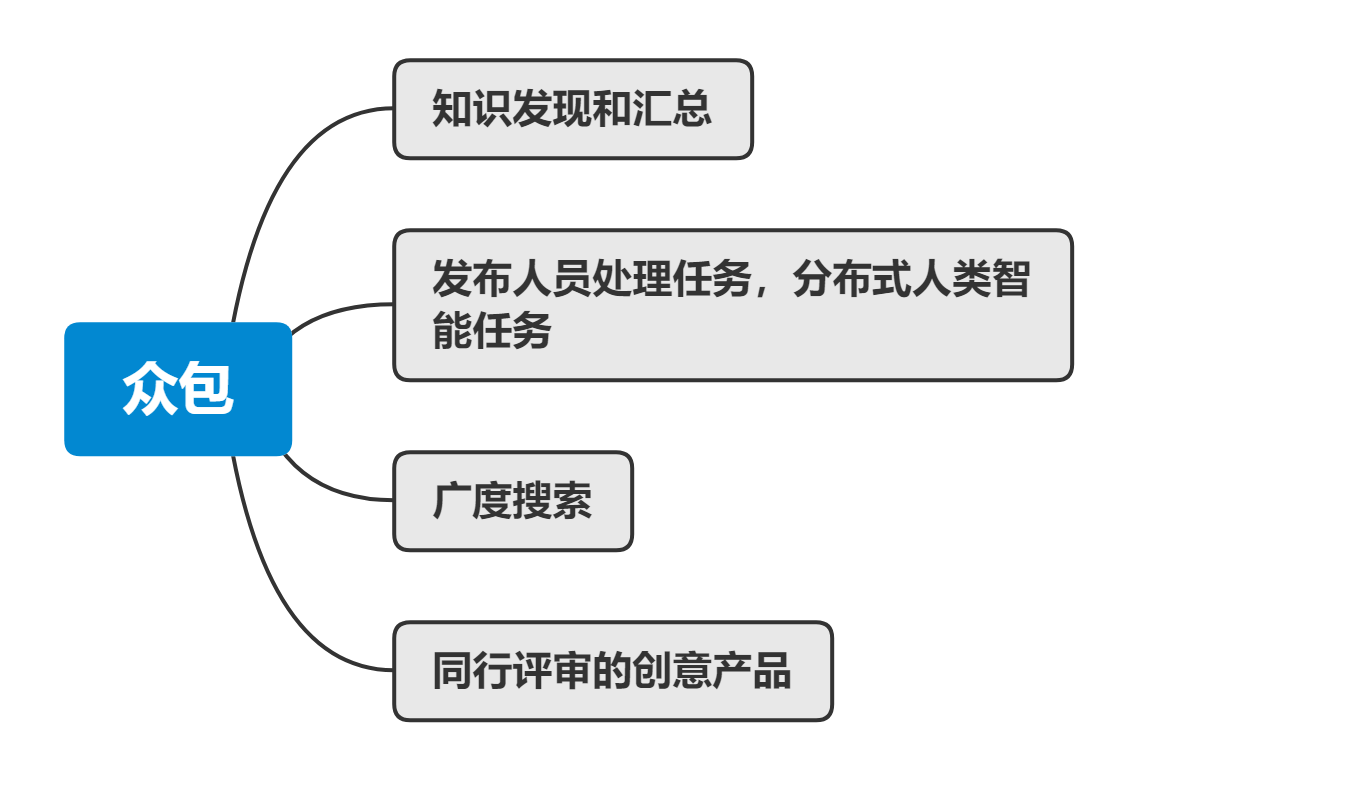 知识发现和汇总
发布人员处理任务，分布式人类智
能任务
众包
广度搜索
同行评审的创意产品